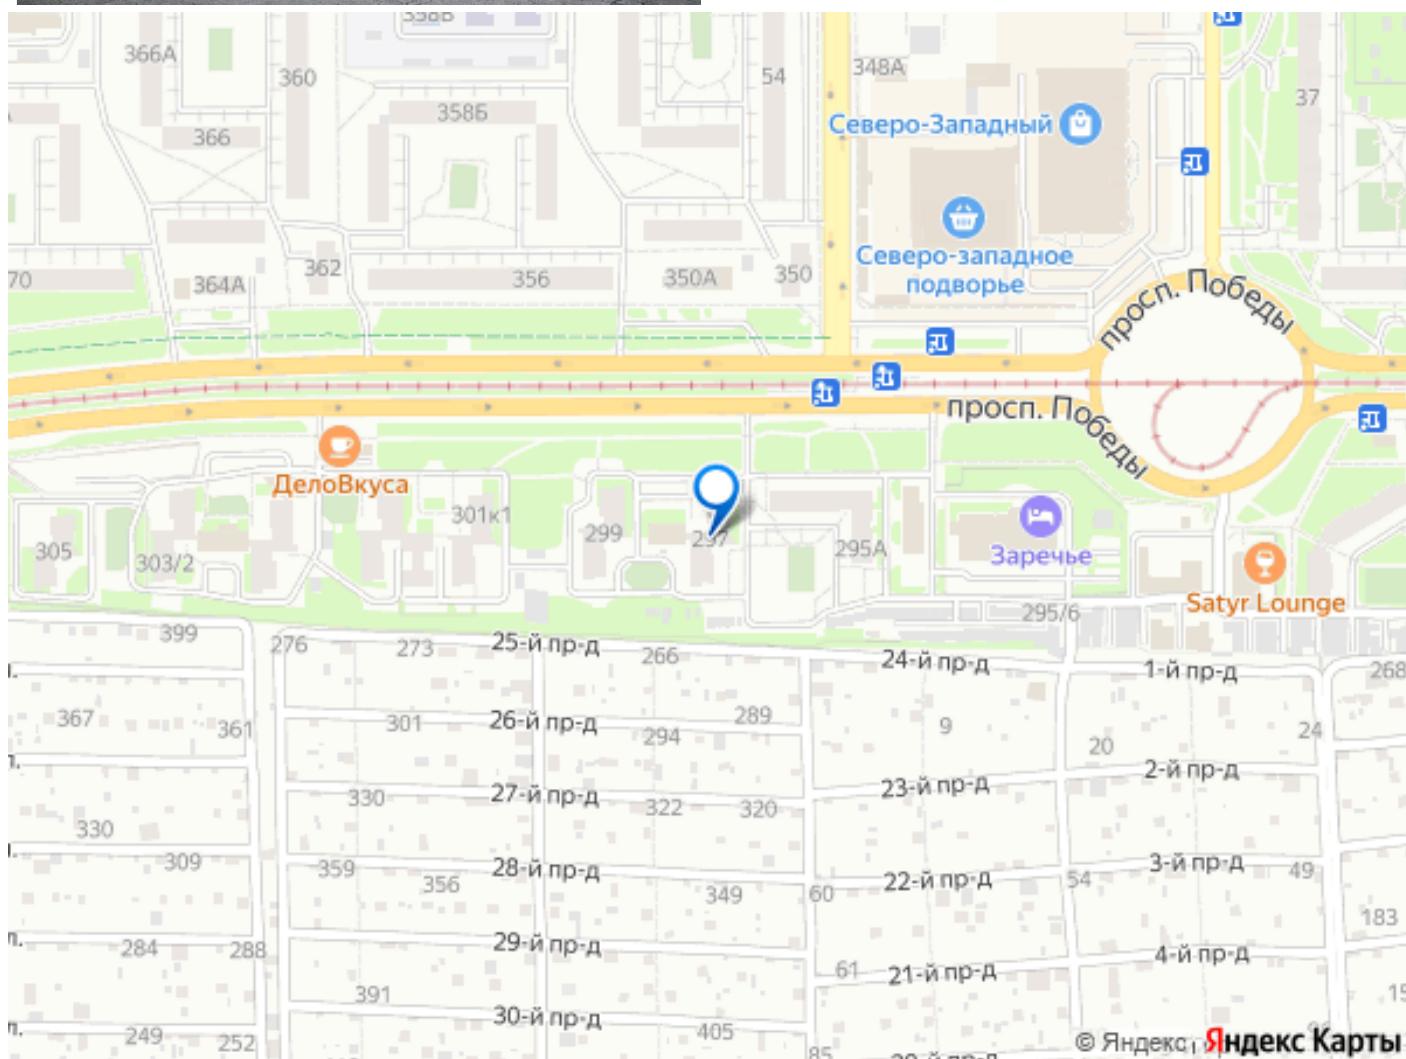 358Б
366А
360
54
348А
37
358Б
366
Северо-Западный
Северо-западное
подворье
362
364А
356
350А
350
70
просп. Победы
просп. Победы
ДелоВкуса
301к1
299
297
295А
305
303/2
Заречье
Satyr Lounge
295/6
399
276
273
25-й пр-д
266
24-й пр-д
1-й пр-д
268
367
361
301
26-й пр-д
289
294
9
20
24
2-й пр-д
330
27-й пр-д
322
320
23-й пр-д
330
309
359
356
28-й пр-д
349
60
22-й пр-д
54
3-й пр-д
49
183
284
288
29-й пр-д
61
21-й пр-д
4-й пр-д
391
30-й пр-д
405
249
252
85
© Яндекс
Яндекс Карты